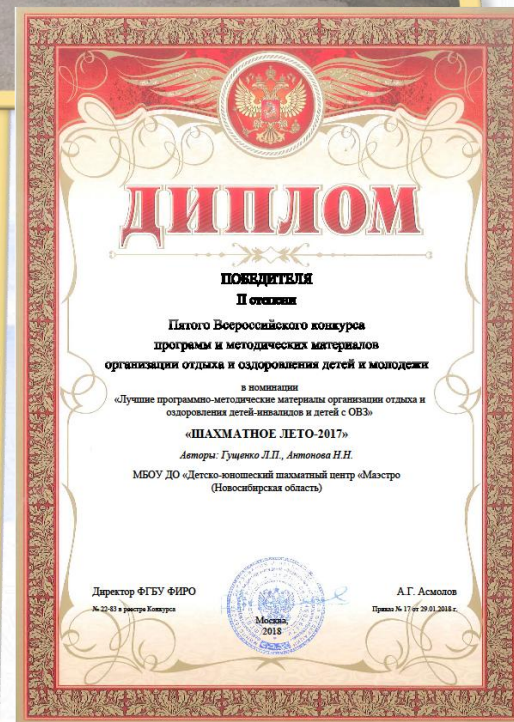 ДИПЛОМ
ПОБЕДИТЕЛЯ
II степени
Пятого Всероссийского конкурса
программ и методических материалов
организации отдыха и оздоровления детей и молодежи
в номинации
«Лучшие программно-методические материалы организации отдыха и
оздоровления детей-инвалидов и детей с ОВЗ»
«ШАХМАТНОЕ ЛЕТО-2017»
Авторы: Гущенко Л.П., Антонова Н.Н.
МБОУ ДО «Детско-юношеский шахматный центр «Маэстро
(Новосибирская область)
Директор ФГБУ ФИРО А.Г. Асмолов
№ 22-83 в реестре Конкурса Приказ № 17 от 29.01.2018 г.
Москва,
2018